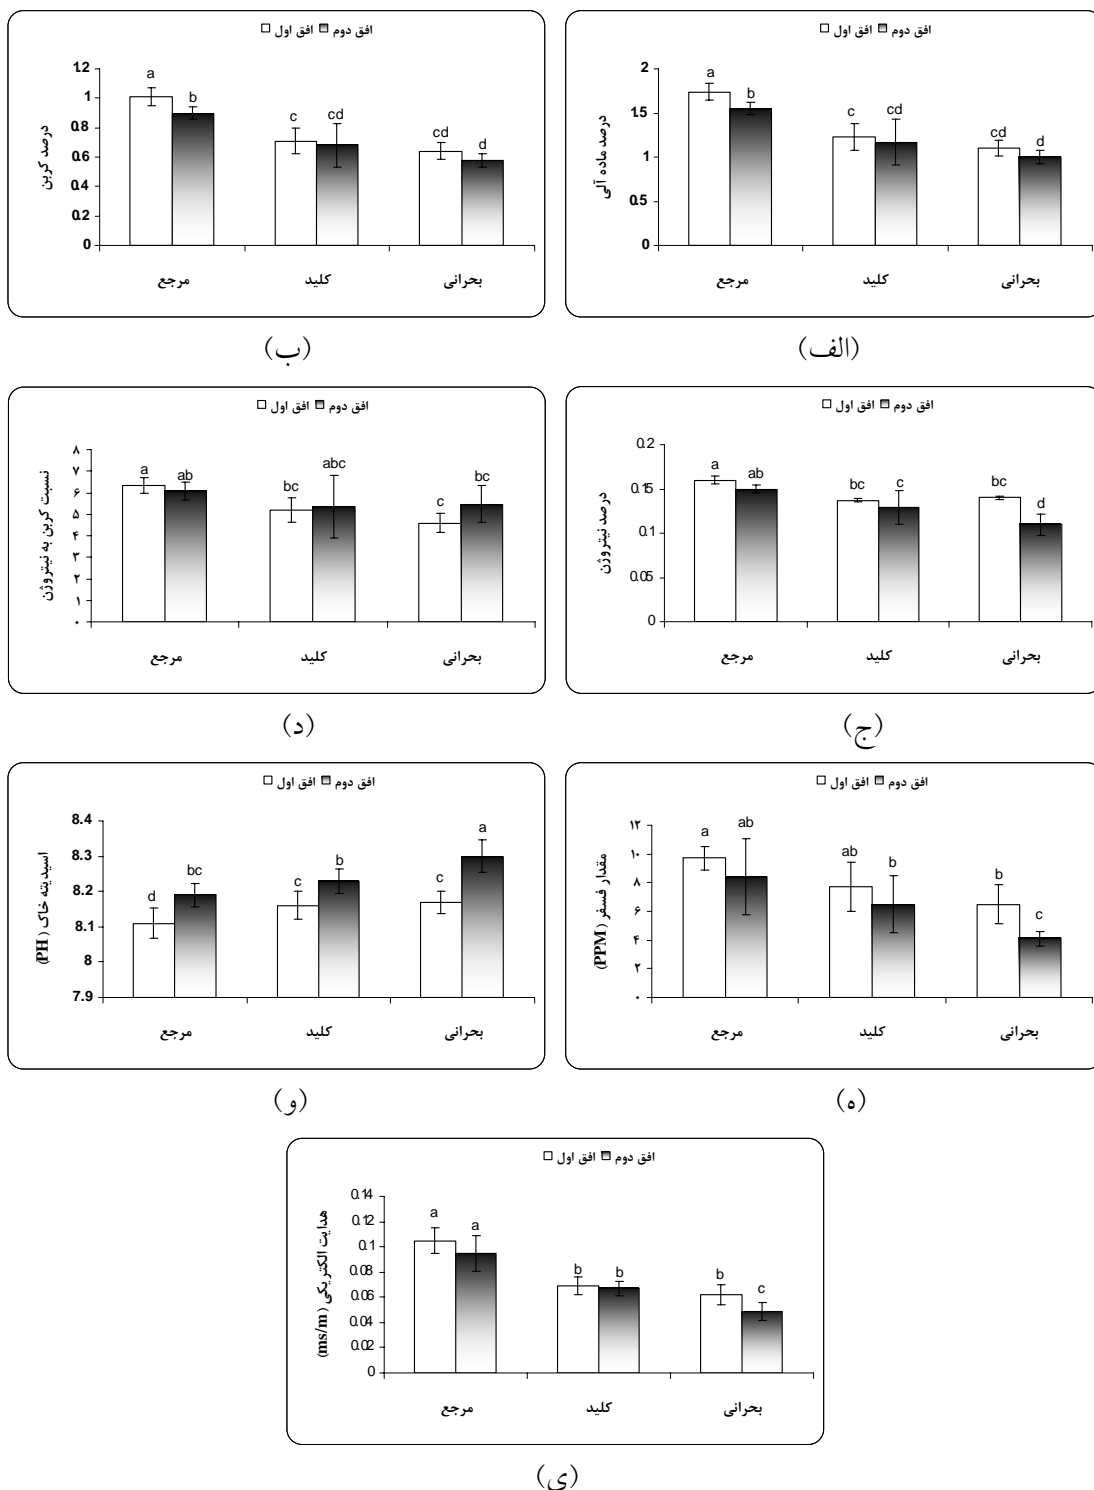 □ افق اول ■ افق دوم
درصد ماده آلی
2
a
b
1.5
c
cd
cd
d
1
0.5
0
مرجع کلید بحرانی
(الف)
□ افق اول ■ افق دوم
درصد کربن
1.2
a
1
b
0.8
c
cd
cd
d
0.6
0.4
0.2
0
مرجع کلید بحرانی
(ب)
□ افق اول ■ افق دوم
درصد نیتروژن
0.2
a
ab
bc
c
bc
d
0.15
0.1
0.05
0
مرجع کلید بحرانی
(ج)
□ افق اول ■ افق دوم
نسبت کربن به نیتروژن
۸
a
ab
bc
abc
c
bc
۷
۶
۵
۴
۳
۲
۱
۰
مرجع کلید بحرانی
(د)
□ افق اول ■ افق دوم
مقدار فسفر (PPM)
۱۲
a
ab
ab
b
b
c
۱۰
۸
۶
۴
۲
۰
مرجع کلید بحرانی
(ه)
□ افق اول ■ افق دوم
اسیدیته خاک (PH)
8.4
d
bc
c
b
c
a
8.3
8.2
8.1
8
7.9
مرجع کلید بحرانی
(و)
□ افق اول ■ افق دوم
هدایت الکتریکی (ms/m)
0.14
a
a
b
b
b
c
0.12
0.1
0.08
0.06
0.04
0.02
0
مرجع کلید بحرانی
(ی)